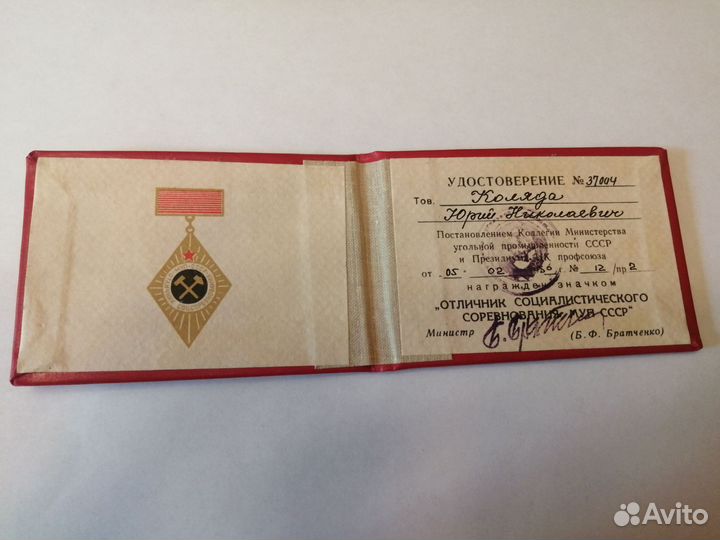 УДОСТОВЕРЕНИЕ № 37004
Тов. Коляда
Юрий Николаевич
Постановлением Коллегии Министерства
угольной промышленности СССР
и Президиума ЦК профсоюза
от 05 02 г. № 12/пр 2
награжден значком
„ОТЛИЧНИК СОЦИАЛИСТИЧЕСКОГО
СОРЕВНОВАНИЯ МУП СССР"
Министр (Б. Ф. Братченко)
Avito